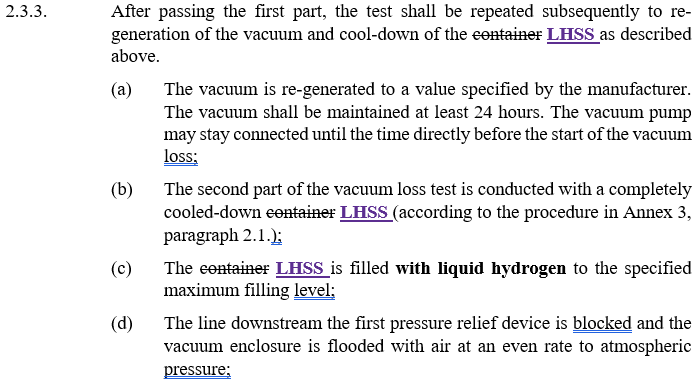 2.3.3. After passing the first part, the test shall be repeated subsequently to re-
generation of the vacuum and cool-down of the container LHSS as described
above.
(a) The vacuum is re-generated to a value specified by the manufacturer.
The vacuum shall be maintained at least 24 hours. The vacuum pump
may stay connected until the time directly before the start of the vacuum
loss;
(b) The second part of the vacuum loss test is conducted with a completely
cooled-down container LHSS (according to the procedure in Annex 3,
paragraph 2.1.);
(c) The container LHSS is filled with liquid hydrogen to the specified
maximum filling level;
(d) The line downstream the first pressure relief device is blocked and the
vacuum enclosure is flooded with air at an even rate to atmospheric
pressure;